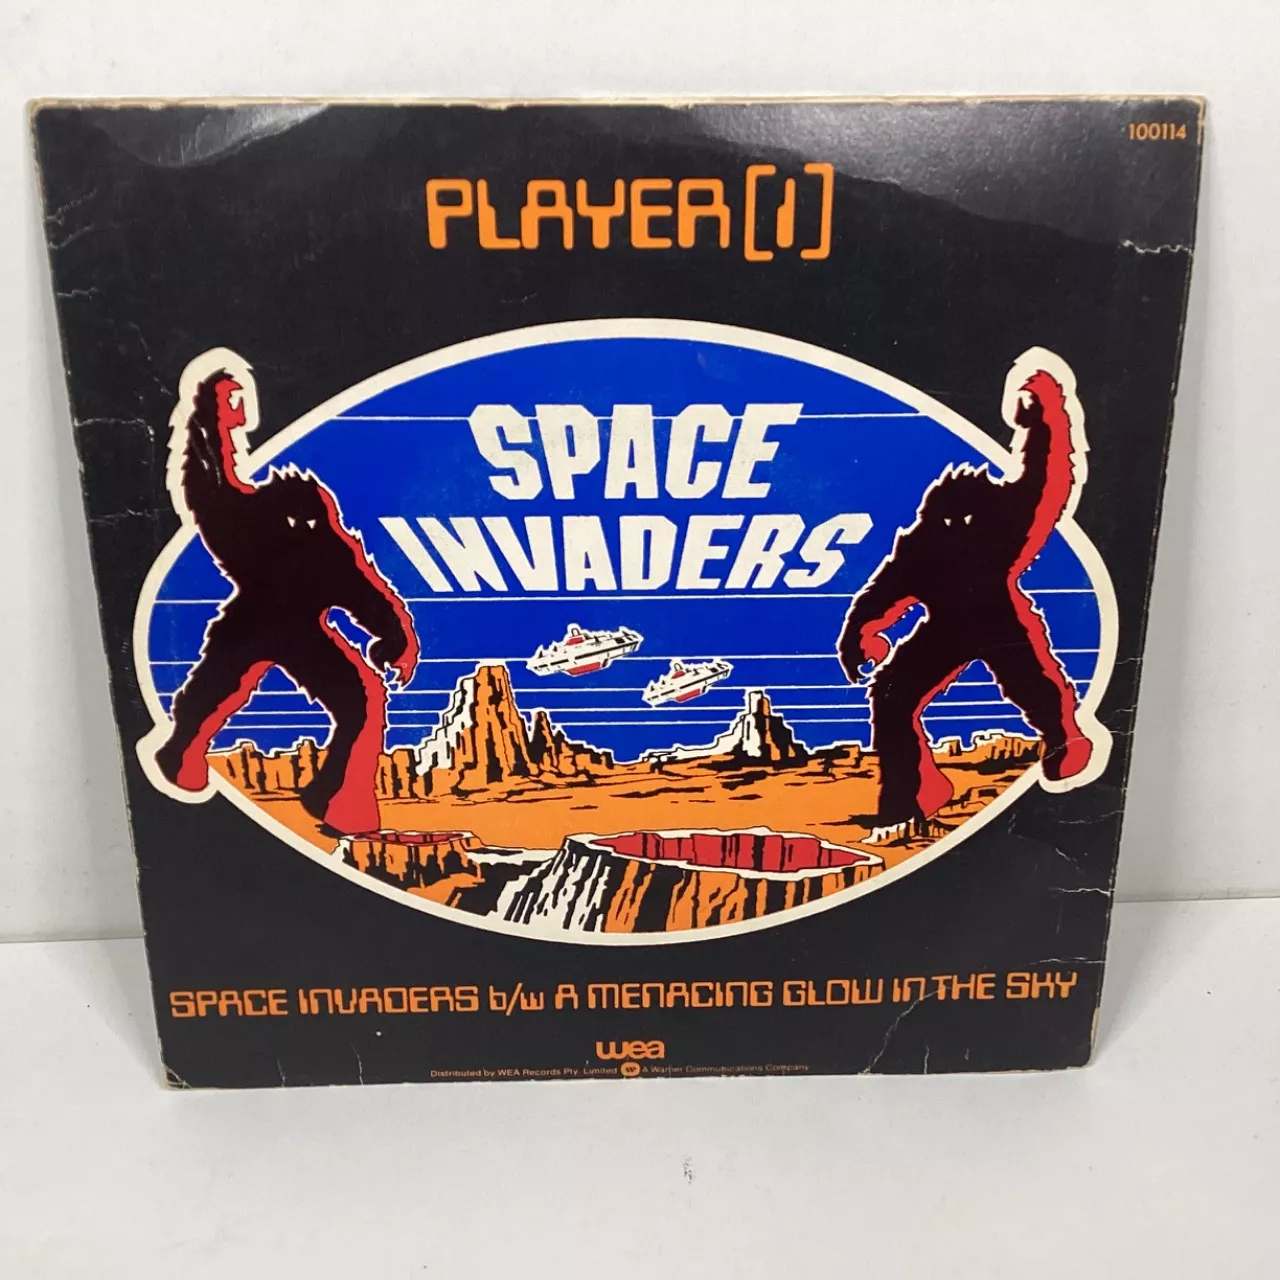 100114
PLAYER [1]
SPACE
INVADERS
SPACE INVADERS b/w A MENACING GLOW IN THE SKY
wea
Distributed by WEA Records Pty. Limited A Warner Communications Company